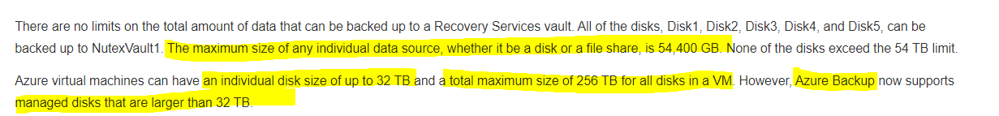 There are no limits on the total amount of data that can be backed up to a Recovery Services vault. All of the disks, Disk1, Disk2, Disk3, Disk4, and Disk5, can be
backed up to NutexVault1. The maximum size of any individual data source, whether it be a disk or a file share, is 54,400 GB. None of the disks exceed the 54 TB limit.
Azure virtual machines can have an individual disk size of up to 32 TB and a total maximum size of 256 TB for all disks in a VM. However, Azure Backup now supports
managed disks that are larger than 32 TB.